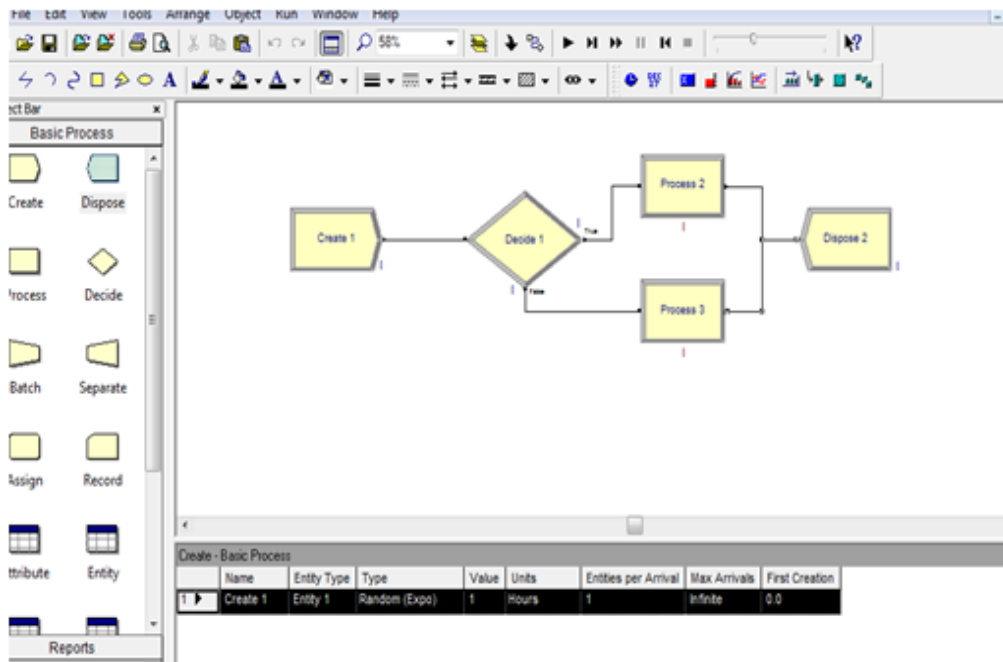 File Edit View Tools Arrange Object Run Window Help
58%
A
ect Bar
Basic Process
Create Dispose
Process Decide
Batch Separate
Assign Record
ttribute Entity
Reports
Create 1
Decide 1
True
False
Process 2
Process 3
Dispose 2
Create - Basic Process
Name Entity Type Type Value Units Entities per Arrival Max Arrivals First Creation
1 Create 1 Entity 1 Random (Expo) 1 Hours 1 Infinite 0.0